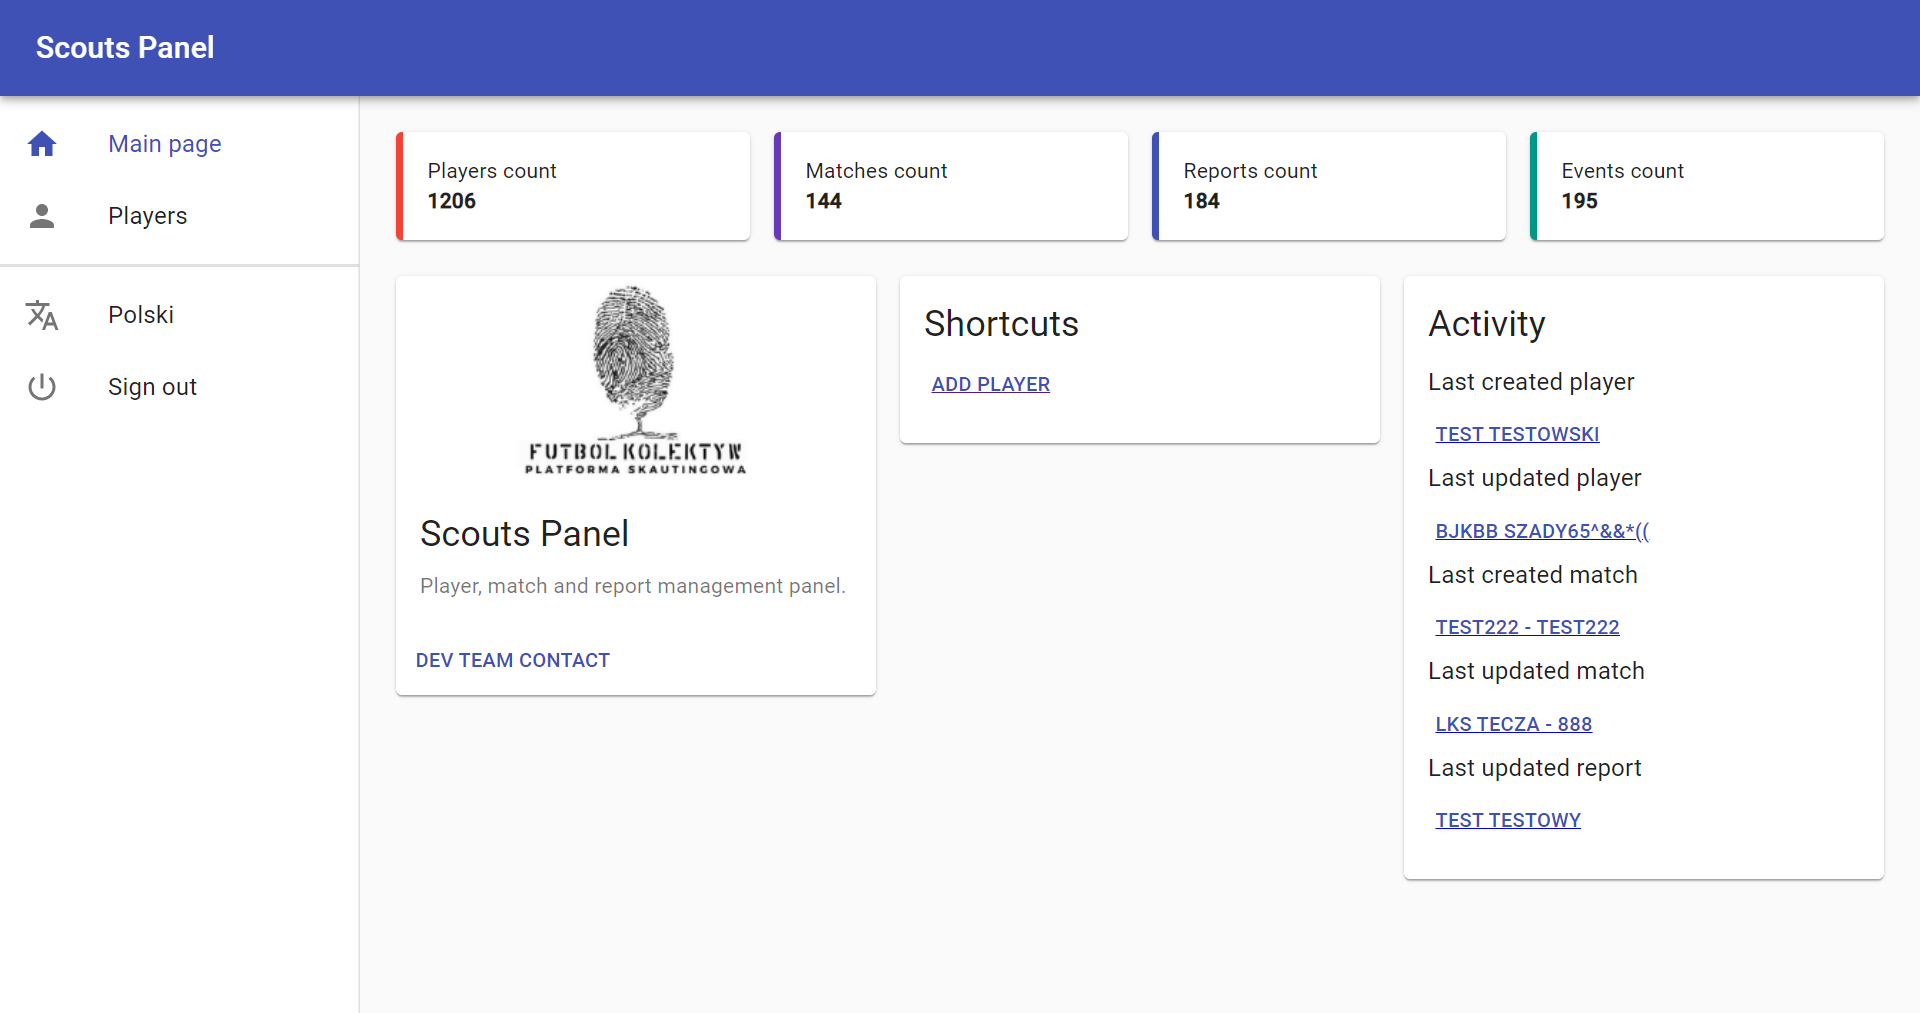 Scouts Panel
Main page
Players
Polski
Sign out
Players count
1206
Matches count
144
Reports count
184
Events count
195
FUTBOL KOLEKTYW
PLATFORMA SKAUTINGOWA
Scouts Panel
Player, match and report management panel.
DEV TEAM CONTACT
Shortcuts
ADD PLAYER
Activity
Last created player
TEST TESTOWSKI
Last updated player
BJKBB SZADY65^&&*((
Last created match
TEST222 - TEST222
Last updated match
LKS TECZA - 888
Last updated report
TEST TESTOWY